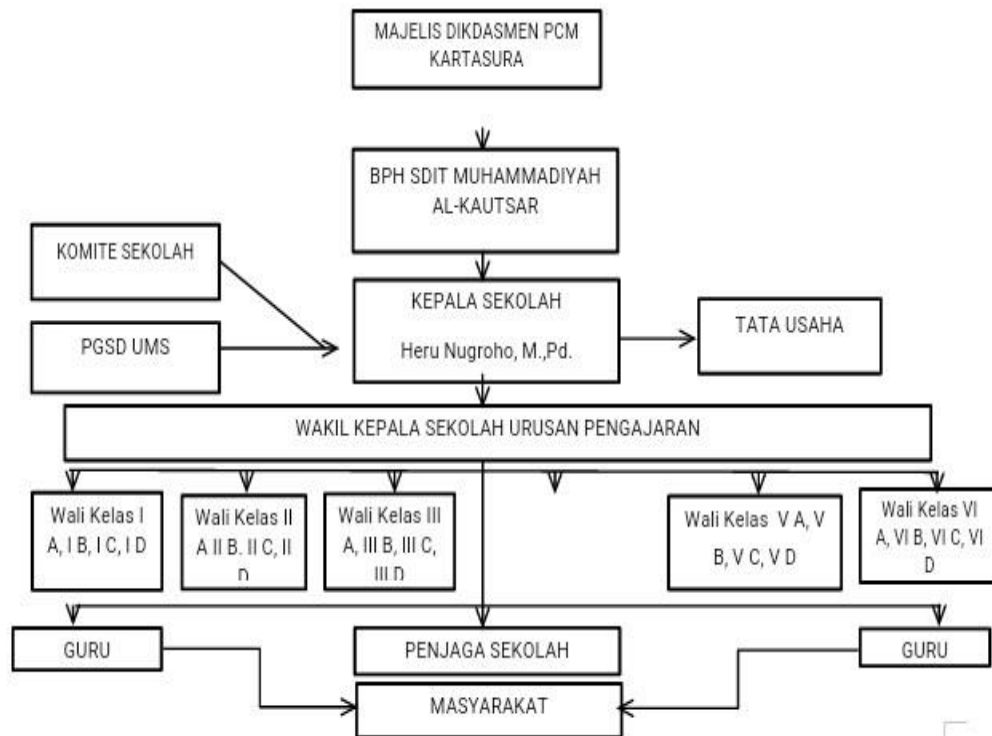 MAJELIS DIKDASMEN PCM
KARTASURA
BPH SDIT MUHAMMADIYAH
AL-KAUTSAR
KOMITE SEKOLAH
PGSD UMS
KEPALA SEKOLAH
Heru Nugroho, M.,Pd.
TATA USAHA
WAKIL KEPALA SEKOLAH URUSAN PENGAJARAN
Wali Kelas I
A, I B, I C, I D
Wali Kelas II
A II B. II C, II
D
Wali Kelas III
A, III B, III C,
III D
Wali Kelas V A, V
B, V C, V D
Wali Kelas VI
A, VI B, VI C, VI
D
GURU
PENJAGA SEKOLAH
GURU
MASYARAKAT